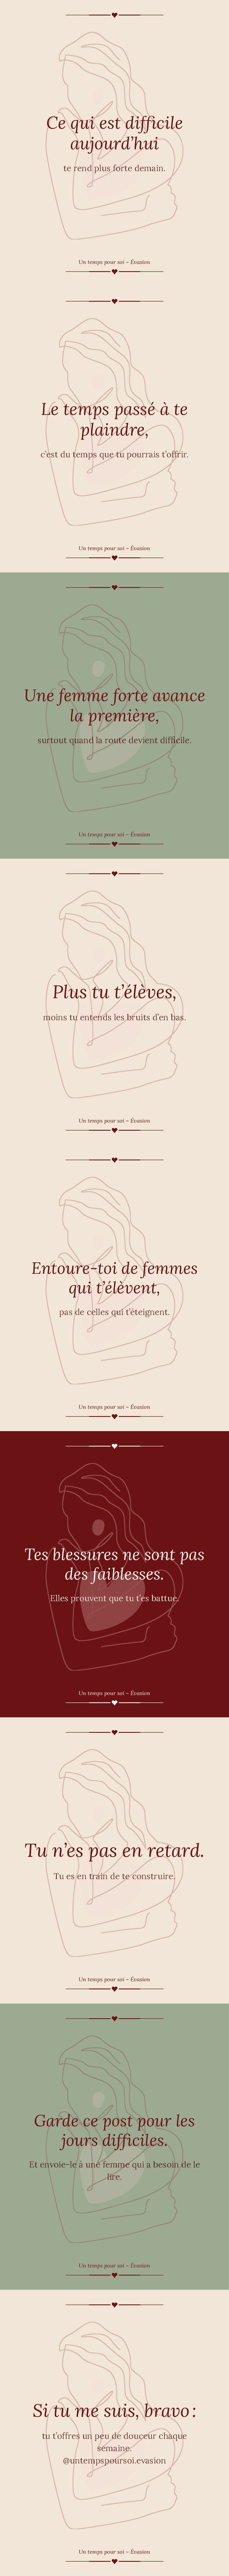 Ce qui est difficile
aujourd’hui
te rend plus forte demain.
Un temps pour soi – Évasion
Le temps passé à te
plaindre,
c’est du temps que tu pourrais t’offrir.
Un temps pour soi – Évasion
Une femme forte avance
la première,
surtout quand la route devient difficile.
Un temps pour soi – Évasion
Plus tu t’élèves,
moins tu entends les bruits d’en bas.
Un temps pour soi – Évasion
Entoure-toi de femmes
qui t’élèvent,
pas de celles qui t’éteignent.
Un temps pour soi – Évasion
Tes blessures ne sont pas
des faiblesses.
Elles prouvent que tu t’es battue.
Un temps pour soi – Évasion
Tu n’es pas en retard.
Tu es en train de te construire.
Un temps pour soi – Évasion
Garde ce post pour les
jours difficiles.
Et envoie-le à une femme qui a besoin de le
lire.
Un temps pour soi – Évasion
Si tu me suis, bravo :
tu t’offres un peu de douceur chaque
semaine.
@untempspoursoi.evasion
Un temps pour soi – Évasion